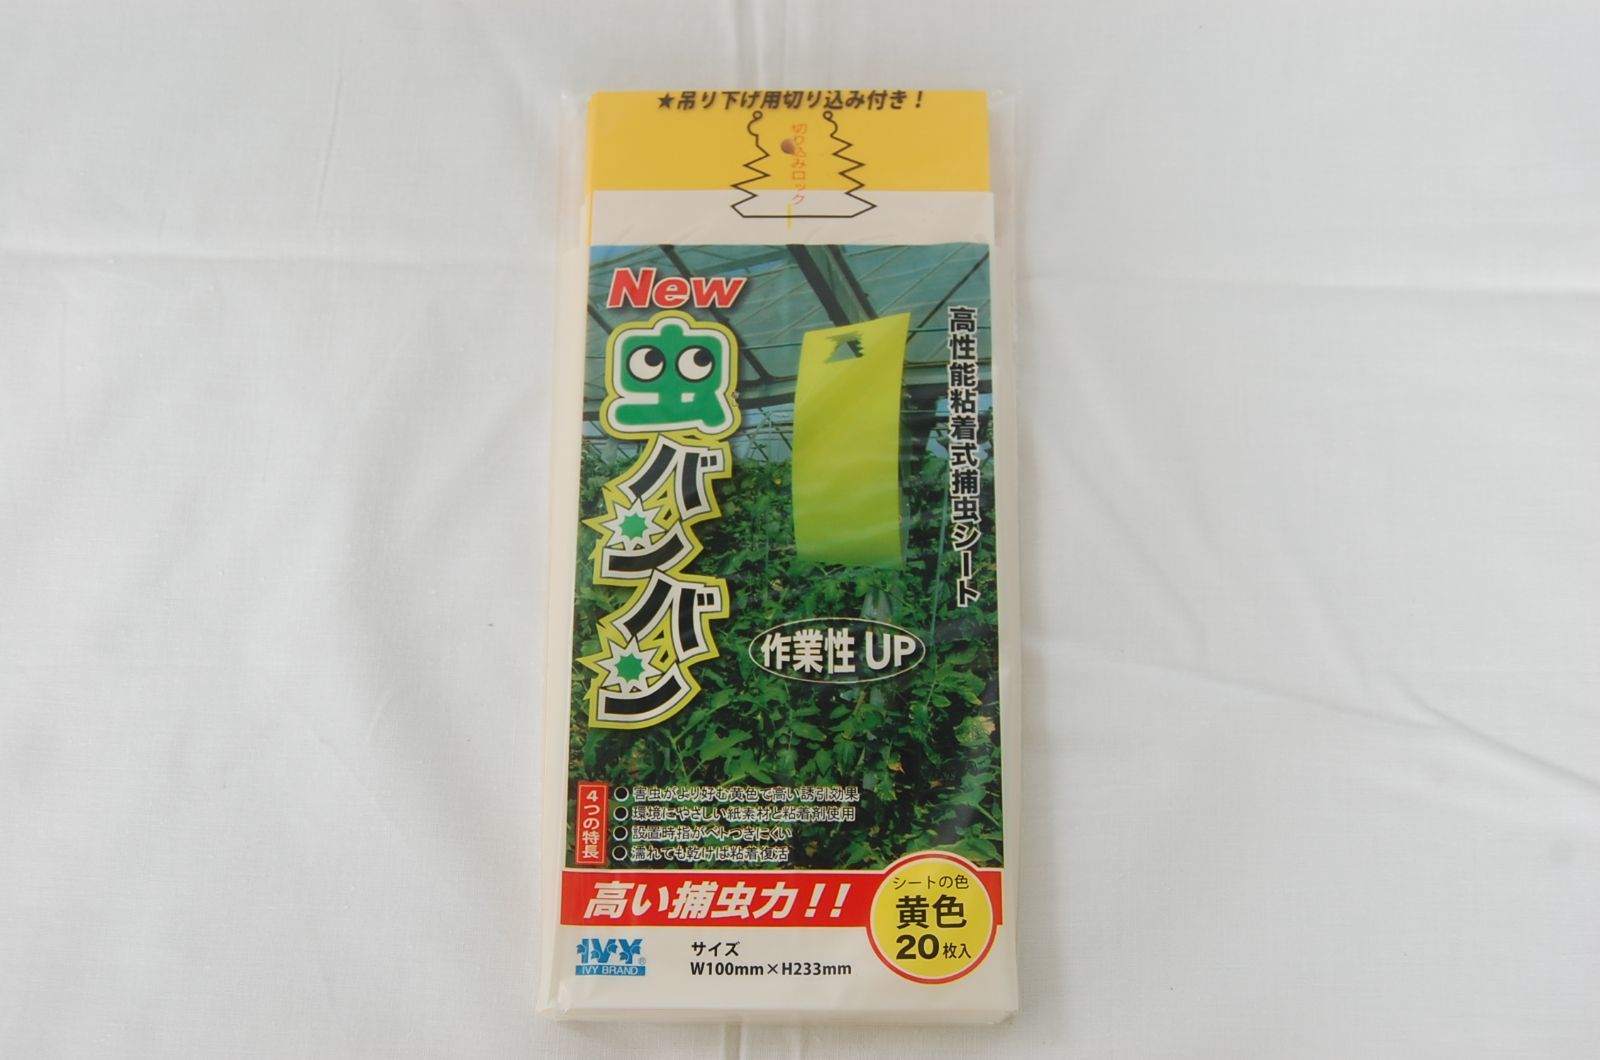 ★吊り下げ用切り込み付き!
切り込みロック
New
虫バンバン
高性能粘着式捕虫シート
作業性UP
4つの特長
●害虫がより好む黄色で高い誘引効果
●環境にやさしい紙素材と粘着剤使用
●設置時指がベトつきにくい
●濡れても乾けば粘着復活
高い捕虫力!!
シートの色
黄色
20枚入
IVY®
IVY BRAND
サイズ
W100mm×H233mm